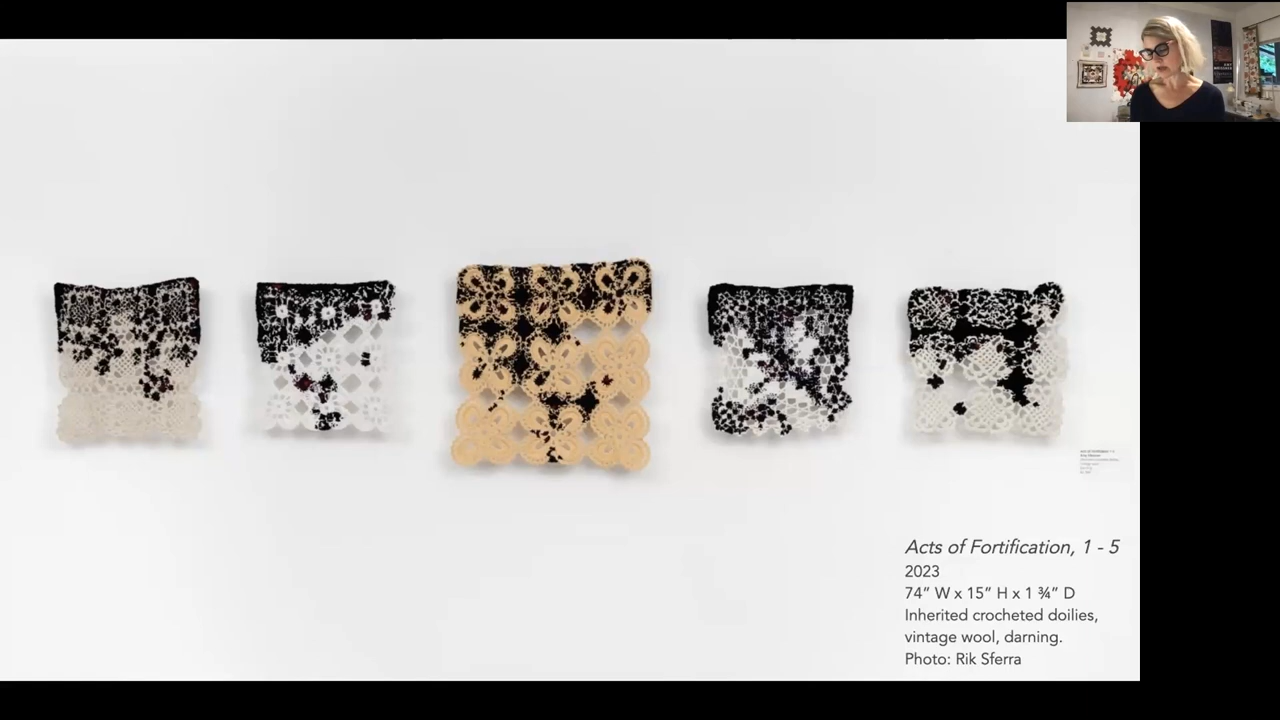 Acts of Fortification, 1 - 5
2023
74” W x 15” H x 1 ¾” D
Inherited crocheted doilies,
vintage wool, darning.
Photo: Rik Sferra